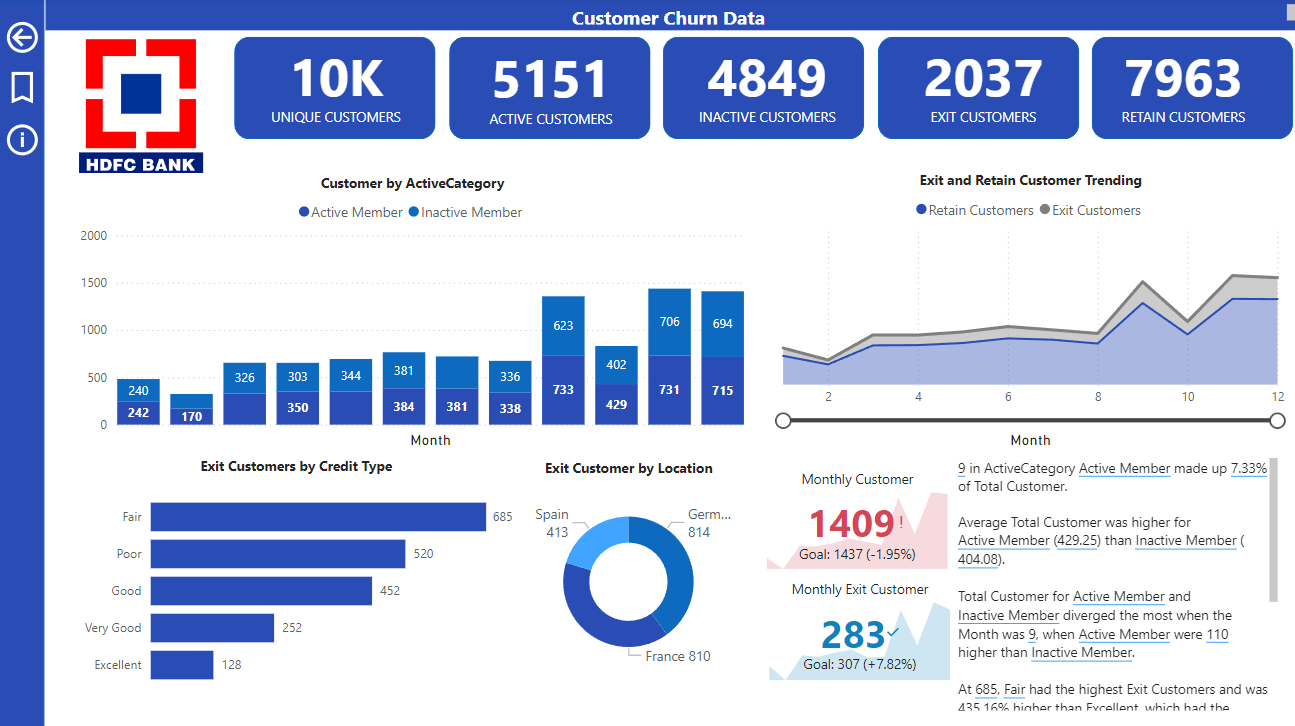 Customer Churn Data
HDFC BANK
10K
UNIQUE CUSTOMERS
5151
ACTIVE CUSTOMERS
4849
INACTIVE CUSTOMERS
2037
EXIT CUSTOMERS
7963
RETAIN CUSTOMERS
Customer by ActiveCategory
Active Member Inactive Member
2000
1500
1000
500
0
240
326
303
344
381
336
623
402
706
694
242
170
350
384
381
338
733
429
731
715
Month
Exit and Retain Customer Trending
Retain Customers Exit Customers
2 4 6 8 10 12
Month
Exit Customers by Credit Type
Fair 685
Poor 520
Good 452
Very Good 252
Excellent 128
Exit Customer by Location
Spain
413
Germ...
814
France 810
Monthly Customer
1409!
Goal: 1437 (-1.95%)
Monthly Exit Customer
283
Goal: 307 (+7.82%)
9 in ActiveCategory Active Member made up 7.33%
of Total Customer.
Average Total Customer was higher for
Active Member (429.25) than Inactive Member (
404.08).
Total Customer for Active Member and
Inactive Member diverged the most when the
Month was 9, when Active Member were 110
higher than Inactive Member.
At 685, Fair had the highest Exit Customers and was
435.16% higher than Excellent, which had the